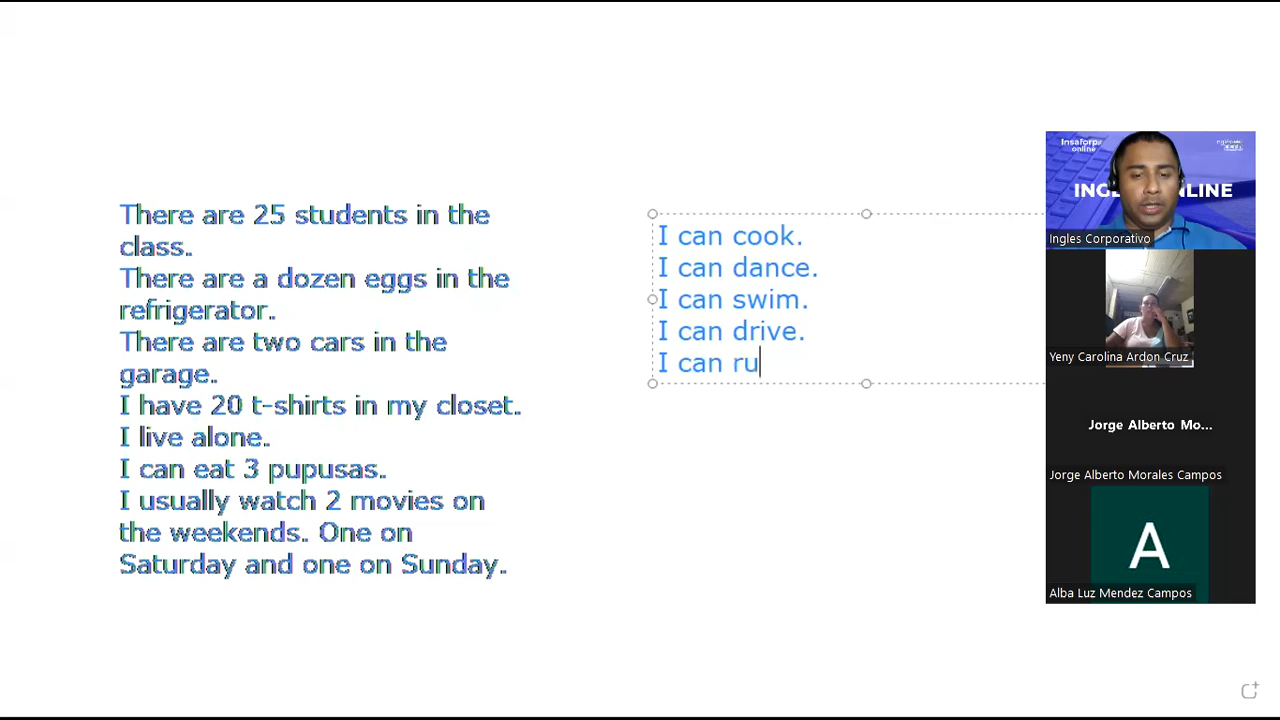 There are 25 students in the
class.
There are a dozen eggs in the
refrigerator.
There are two cars in the
garage.
I have 20 t-shirts in my closet.
I live alone.
I can eat 3 pupusas.
I usually watch 2 movies on
the weekends. One on
Saturday and one on Sunday.
I can cook.
I can dance.
I can swim.
I can drive.
I can ru
online
Ingles Corporativo
Yeny Carolina Ardon Cruz
Jorge Alberto Mo...
Jorge Alberto Morales Campos
A
Alba Luz Mendez Campos